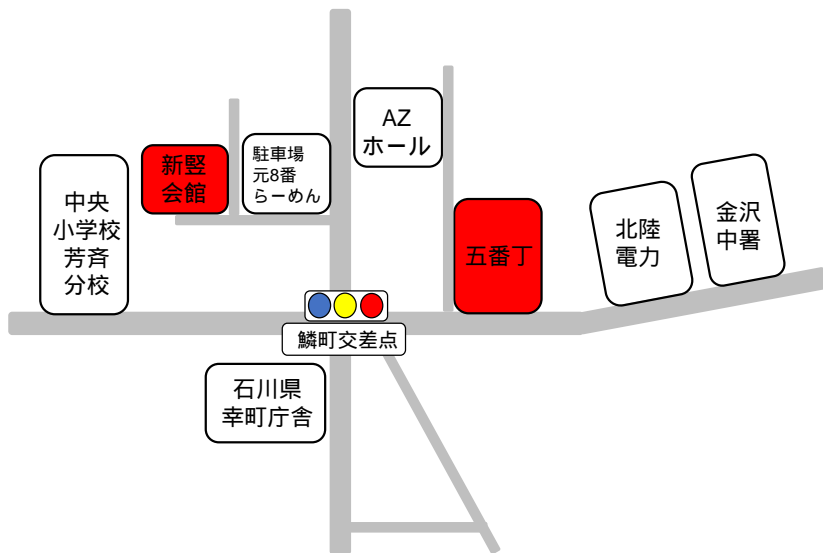 AZ
ホール
新竪
会館
駐車場
元8番
らーめん
中央
小学校
芳斉
分校
五番丁
北陸
電力
金沢
中署
鱗町交差点
石川県
幸町庁舎